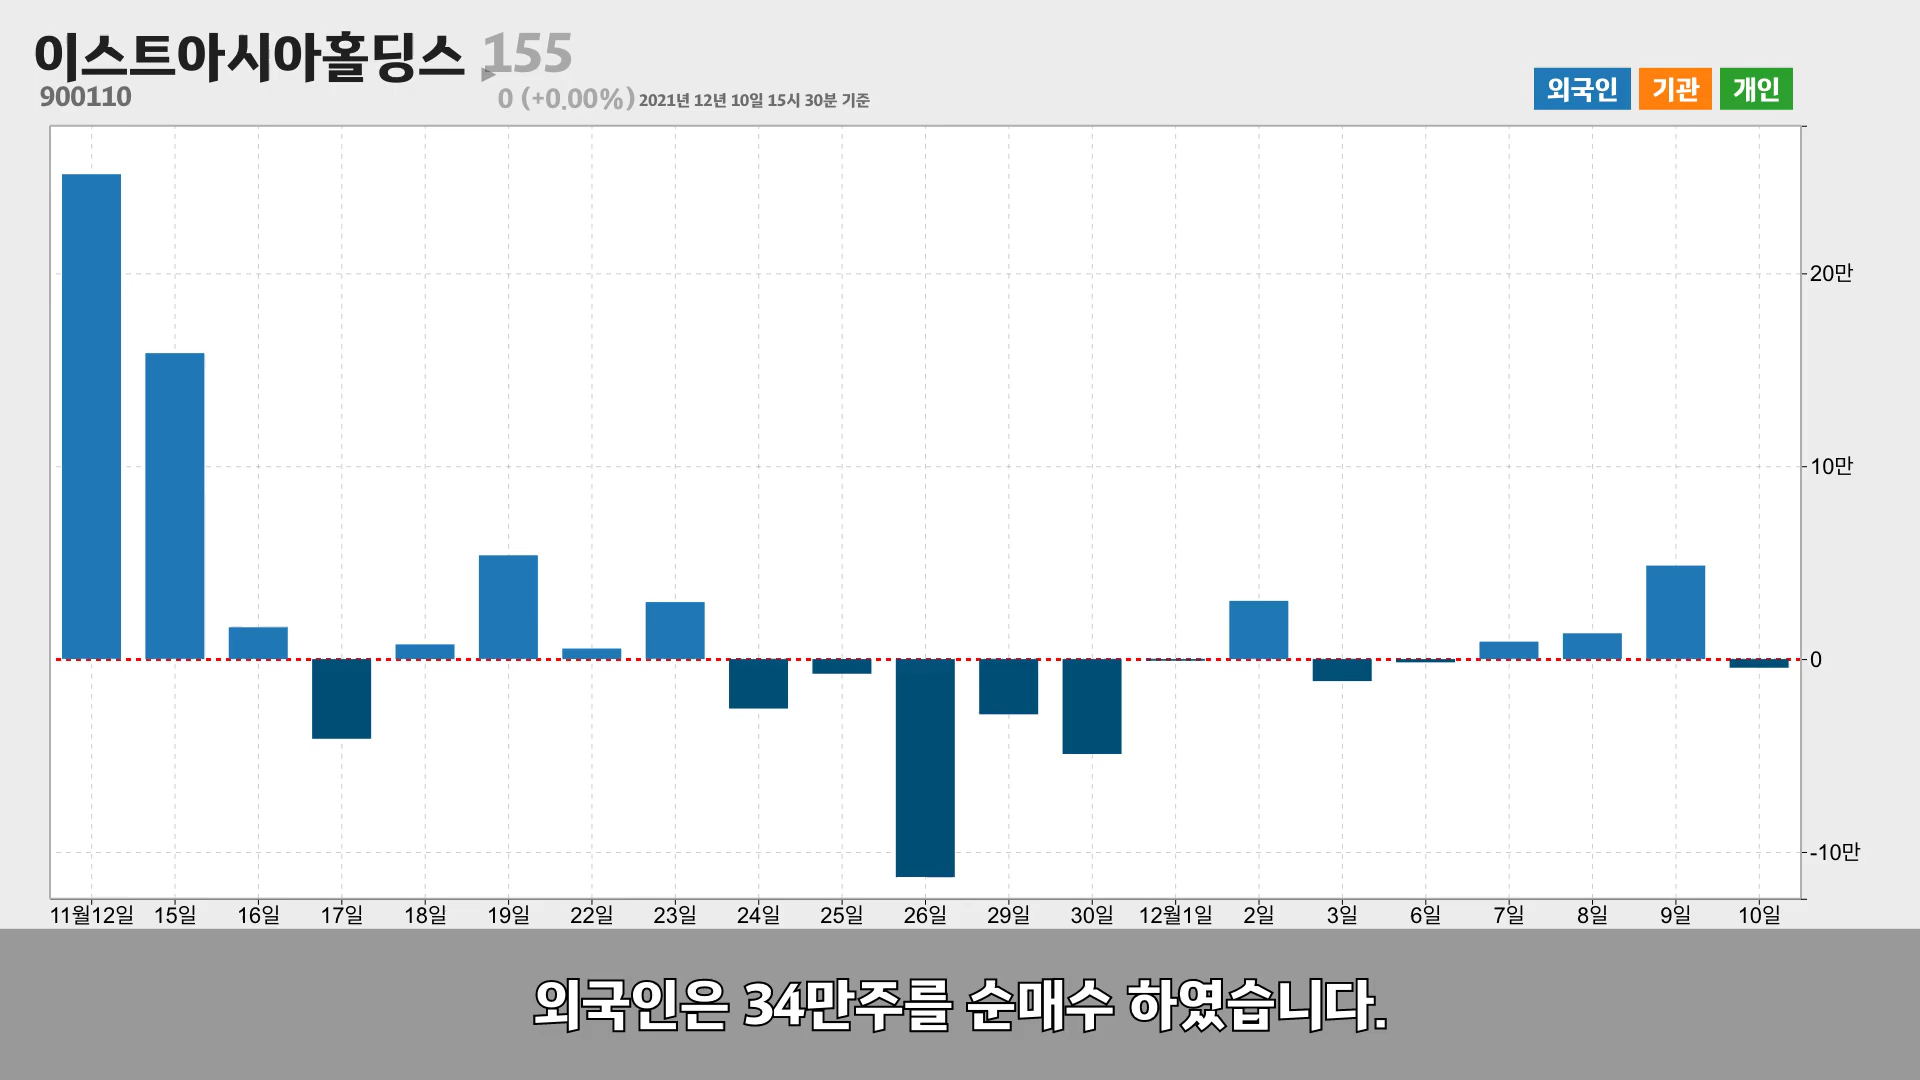 이스트아시아홀딩스 155
900110
0 (+0.00%) 2021년 12년 10일 15시 30분 기준
외국인 기관 개인
20만
10만
0
-10만
11월12일 15일 16일 17일 18일 19일 22일 23일 24일 25일 26일 29일 30일 12월1일 2일 3일 6일 7일 8일 9일 10일
외국인은 34만주를 순매수 하였습니다.